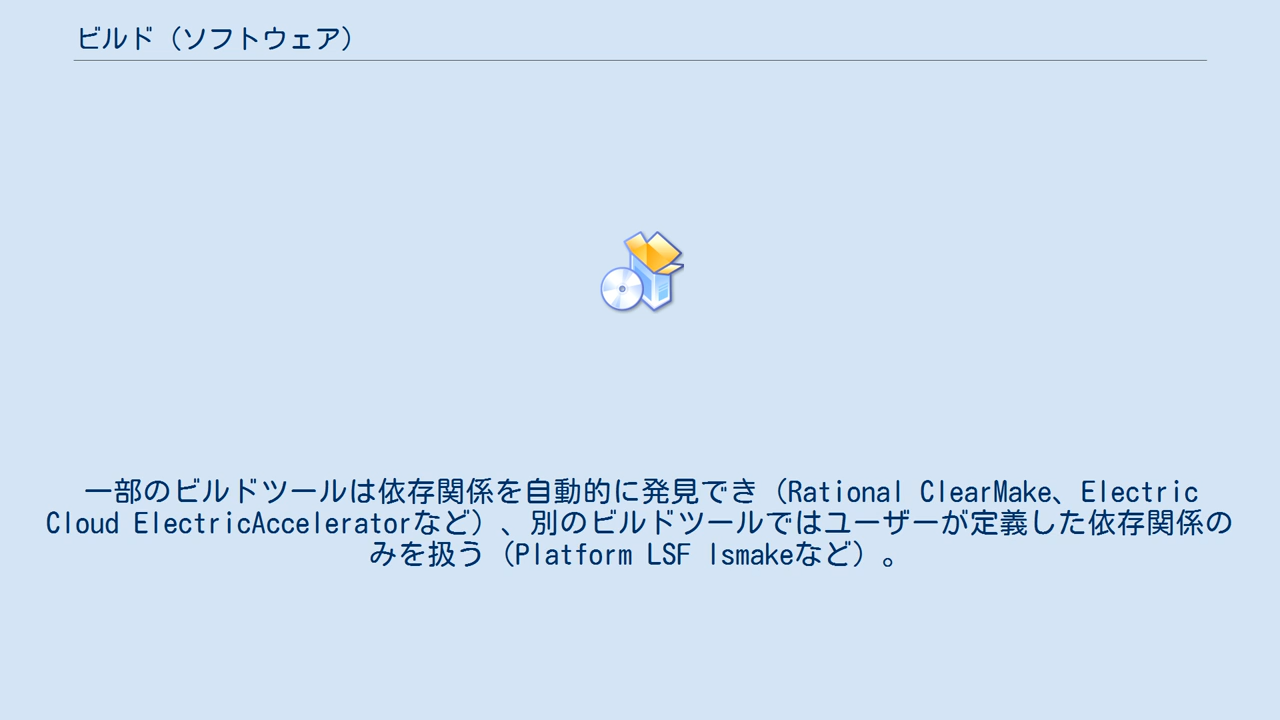 ビルド（ソフトウェア）
一部のビルドツールは依存関係を自動的に発見でき（Rational ClearMake、Electric
Cloud ElectricAcceleratorなど）、別のビルドツールではユーザーが定義した依存関係の
みを扱う（Platform LSF lsmakeなど）。